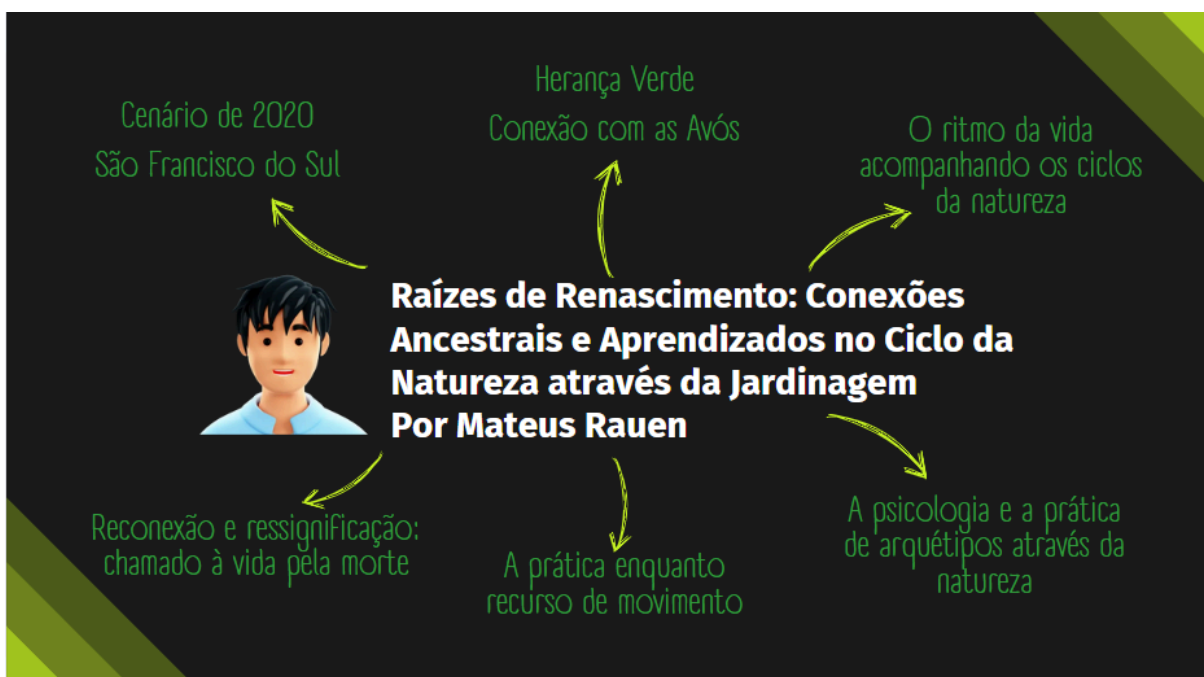 Cenário de 2020
São Francisco do Sul
Herança Verde
Conexão com as Avós
O ritmo da vida
acompanhando os ciclos
da natureza
Raízes de Renascimento: Conexões
Ancestrais e Aprendizados no Ciclo da
Natureza através da Jardinagem
Por Mateus Rauen
Reconexão e ressignificação:
chamado à vida pela morte
A prática enquanto
recurso de movimento
A psicologia e a prática
de arquétipos através da
natureza